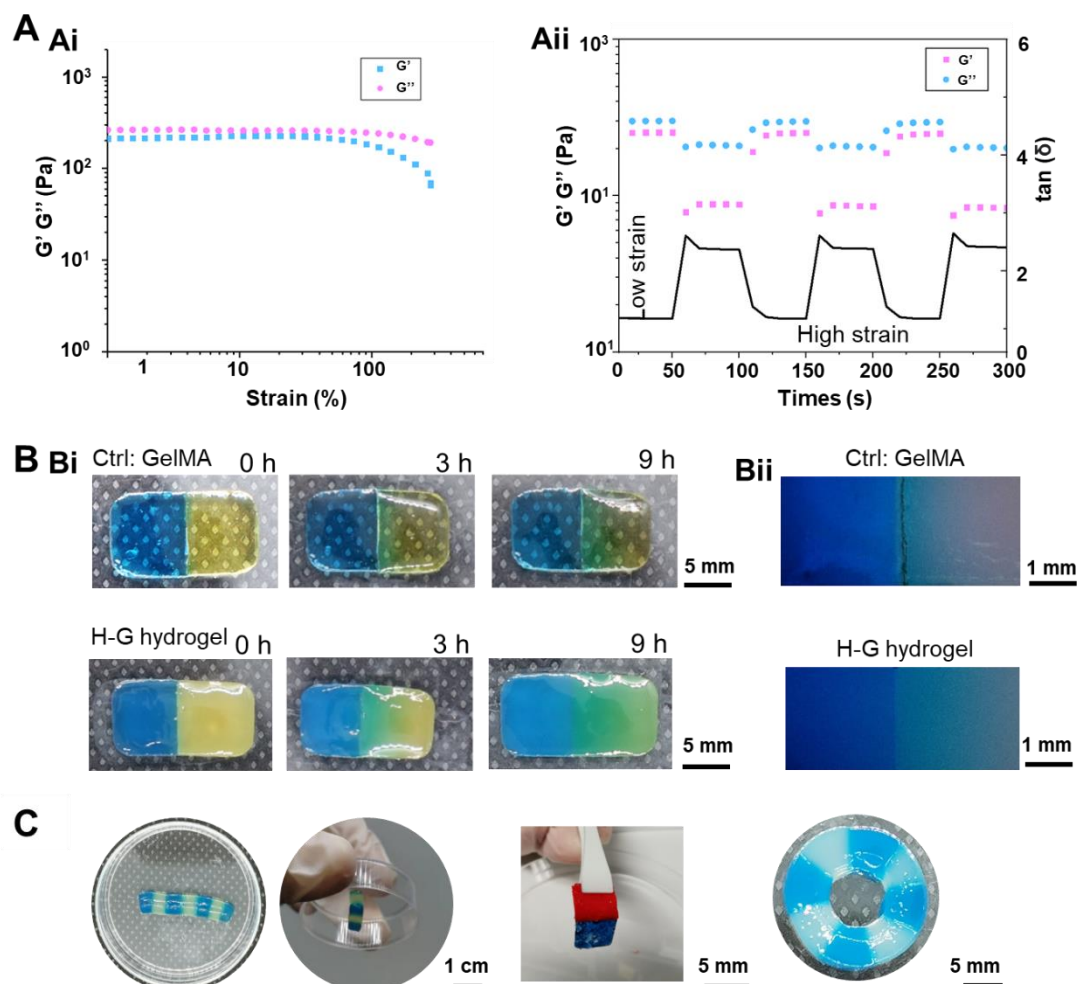 A
Ai
G’
G’’
10³
10²
10¹
10⁰
G’ G’’ (Pa)
1
10
100
Strain (%)
Aii
G’
G’’
10³
10¹
10¹
G’ G’’ (Pa)
6
4
2
0
tan (δ)
Low strain
High strain
0
50
100
150
200
250
300
Times (s)
B
Bi
Ctrl: GelMA
0 h
3 h
9 h
5 mm
Bii
Ctrl: GelMA
1 mm
H-G hydrogel
0 h
3 h
9 h
5 mm
H-G hydrogel
1 mm
C
1 cm
5 mm
5 mm